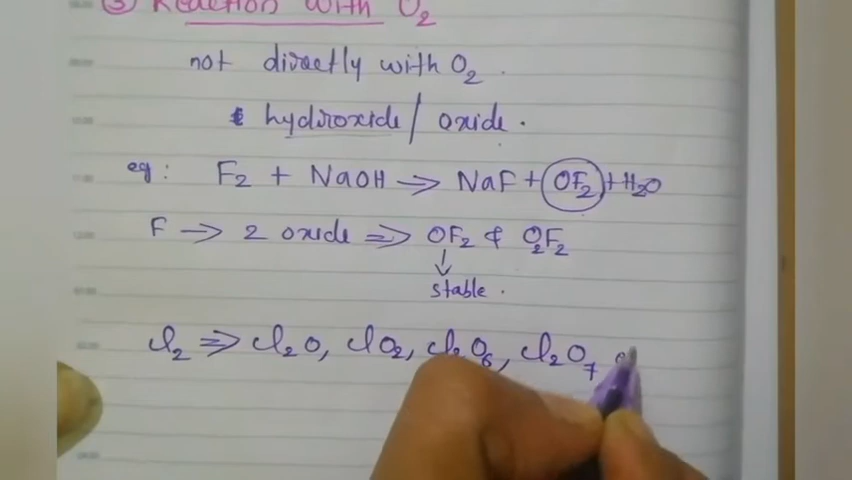 ③ Reaction with O₂
not directly with O₂.
hydroxide / oxide.
eg: F₂ + NaOH → NaF + OF₂ + H₂O
F → 2 oxide ⇒ OF₂ & O₂F₂
↓
stable.
Cl₂ ⇒ Cl₂O, ClO₂, Cl₂O₆, Cl₂O₇